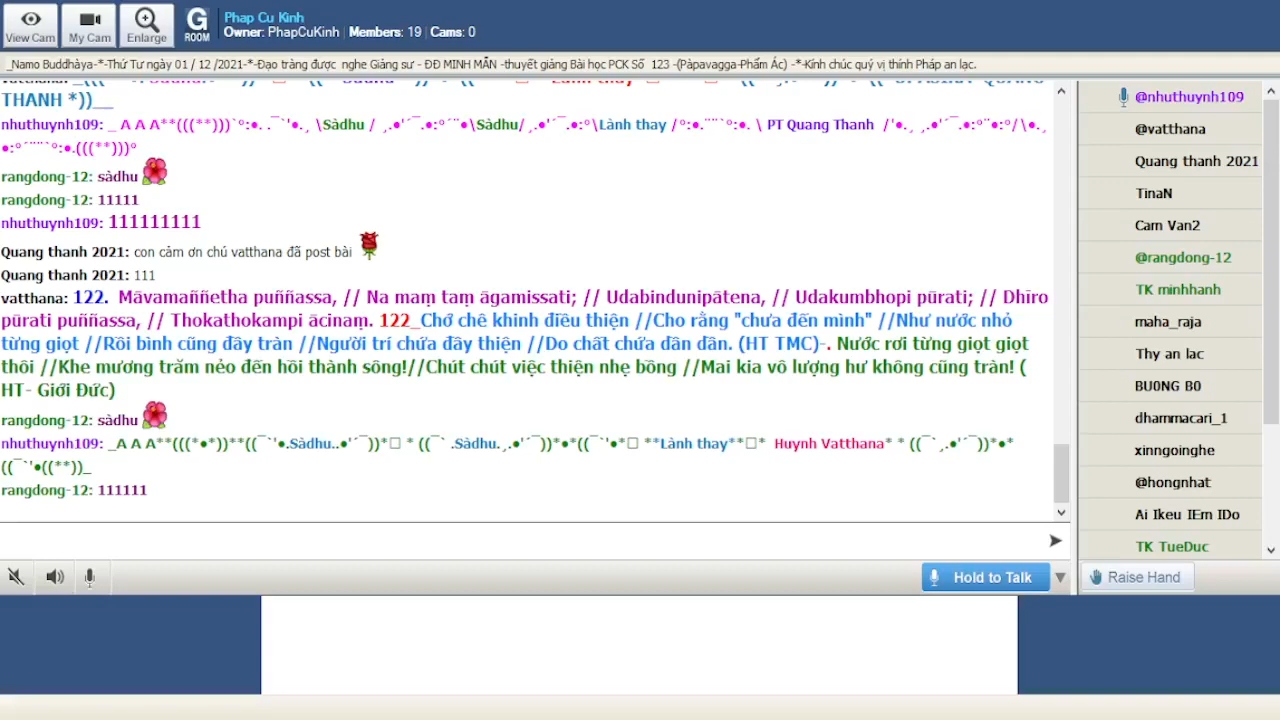 View Cam
My Cam
Enlarge
G ROOM
Phap Cu Kinh
Owner: PhapCuKinh | Members: 19 | Cams: 0
_Namo Buddhàya-*-Thứ Tư ngày 01 / 12 /2021-*-Đạo tràng được nghe Giảng sư - ĐĐ MINH MẪN -thuyết giảng Bài học PCK Số 123 -(Pàpavagga-Phẩm Ác) -*-Kính chúc quý vị thính Pháp an lạc.
THANH *))__
nhuthuynh109: _ A A A**(((**)))`°:•. .¯`'•.¸ \Sàdhu / ¸.•'´¯.•:°´¨•\Sàdhu/¸.•'´¯.•:°\Lành thay /°:•.¨¨`°:•. \ PT Quang Thanh /'•.¸ ¸.•'´¯.•:°¨•:°/\•.¸
•:°´¨¨`°:•.(((**)))°
rangdong-12: sàdhu
rangdong-12: 11111
nhuthuynh109: 111111111
Quang thanh 2021: con cảm ơn chú vatthana đã post bài
Quang thanh 2021: 111
vatthana: 122. Māvamaññetha puññassa, // Na maṃ taṃ āgamissati; // Udabindunipātena, // Udakumbhopi pūrati; // Dhīro
pūrati puññassa, // Thokathokampi ācinaṃ. 122_Chớ chê khinh điều thiện //Cho rằng "chưa đến mình" //Như nước nhỏ
từng giọt //Rồi bình cũng đầy tràn //Người trí chứa đầy thiện //Do chất chứa dần dần. (HT TMC)-. Nước rơi từng giọt giọt
thôi //Khe mương trăm nẻo đến hồi thành sông!//Chút chút việc thiện nhẹ bồng //Mai kia vô lượng hư không cũng tràn! (
HT- Giới Đức)
rangdong-12: sàdhu
nhuthuynh109: _A A A**(((*•*))**((¯`'•.Sàdhu..•'´¯))*□ * ((¯` .Sàdhu.¸.•'´¯))*•*((¯`'•*□ **Lành thay**□* Huynh Vatthana* * ((¯`¸.•'´¯))*•*
((¯`'•((**))_
rangdong-12: 111111
Hold to Talk
@nhuthuynh109
@vatthana
Quang thanh 2021
TinaN
Cam Van2
@rangdong-12
TK minhhanh
maha_raja
Thy an lac
BU0NG B0
dhammacari_1
xinngoinghe
@hongnhat
Ai Ikeu IEm IDo
TK TueDuc
Raise Hand